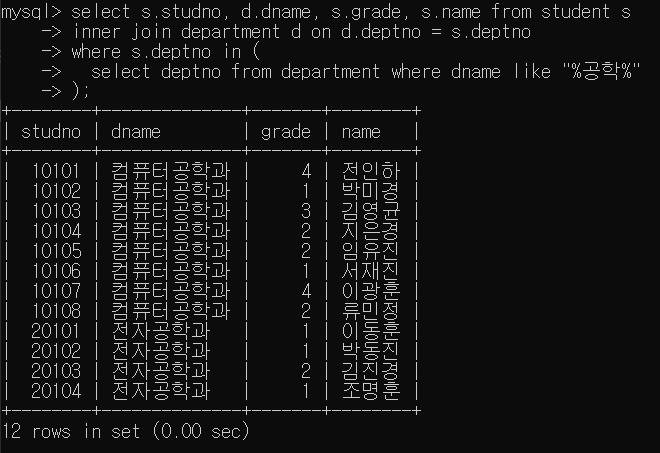 mysql> select s.studno, d.dname, s.grade, s.name from student s
    -> inner join department d on d.deptno = s.deptno
    -> where s.deptno in (
    ->   select deptno from department where dname like "%공학%"
    -> );
+--------+---------------+-------+--------+
| studno | dname         | grade | name   |
+--------+---------------+-------+--------+
|  10101 | 컴퓨터공학과 |     4 | 전인하 |
|  10102 | 컴퓨터공학과 |     1 | 박미경 |
|  10103 | 컴퓨터공학과 |     3 | 김영균 |
|  10104 | 컴퓨터공학과 |     2 | 지은경 |
|  10105 | 컴퓨터공학과 |     2 | 임유진 |
|  10106 | 컴퓨터공학과 |     1 | 서재진 |
|  10107 | 컴퓨터공학과 |     4 | 이광훈 |
|  10108 | 컴퓨터공학과 |     2 | 류민정 |
|  20101 | 전자공학과   |     1 | 이동훈 |
|  20102 | 전자공학과   |     1 | 박동진 |
|  20103 | 전자공학과   |     2 | 김진경 |
|  20104 | 전자공학과   |     1 | 조명훈 |
+--------+---------------+-------+--------+
12 rows in set (0.00 sec)